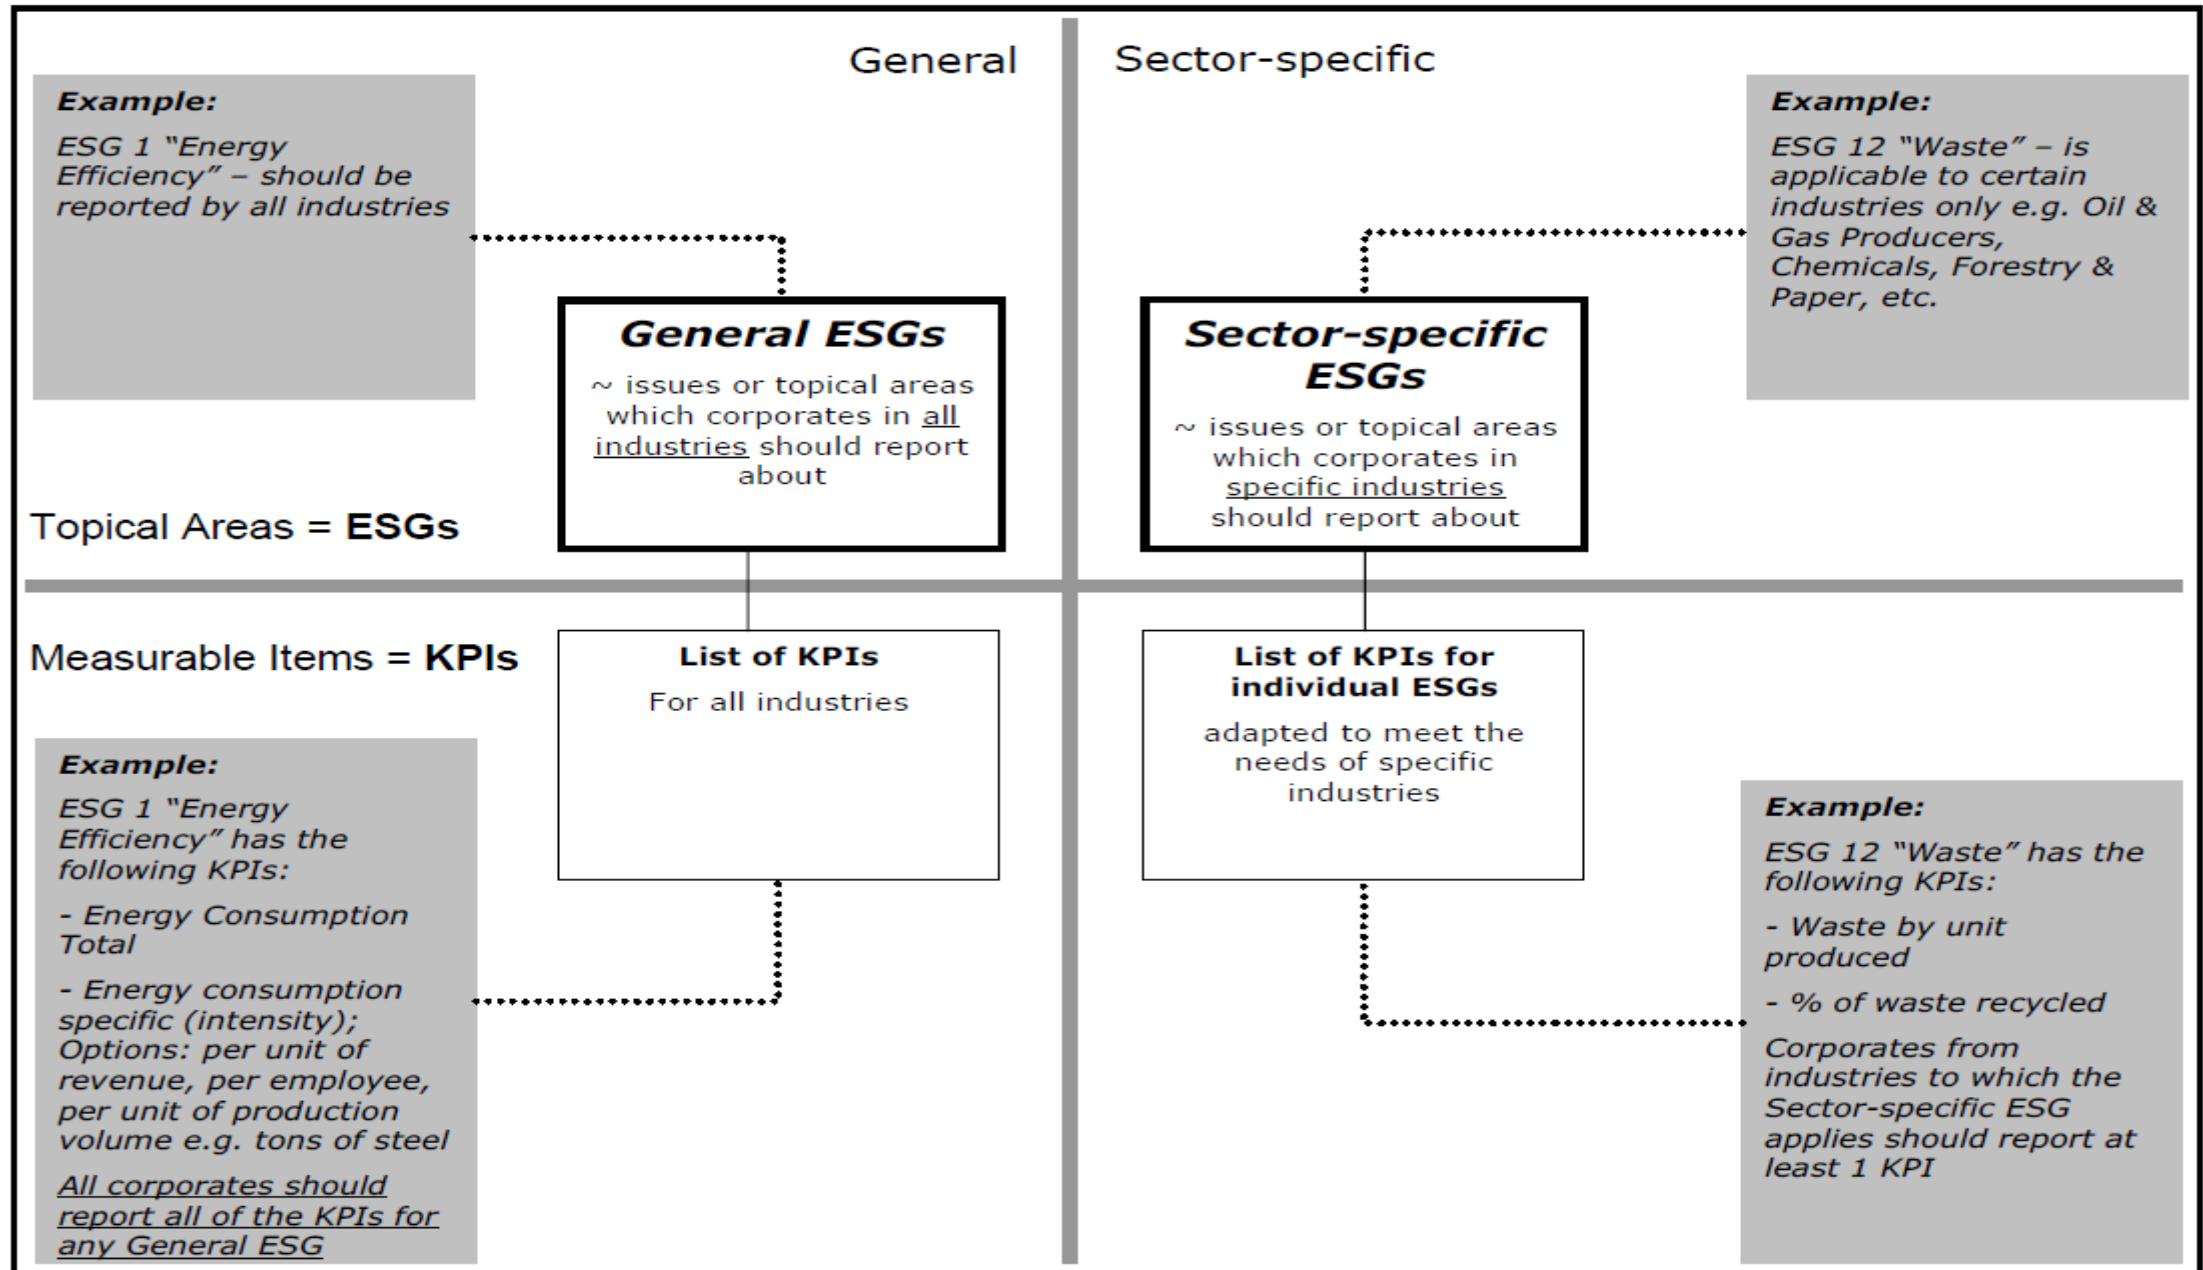 General
Sector-specific
Example:
ESG 1 “Energy
Efficiency” – should be
reported by all industries
Example:
ESG 12 “Waste” – is
applicable to certain
industries only e.g. Oil &
Gas Producers,
Chemicals, Forestry &
Paper, etc.
General ESGs
~ issues or topical areas
which corporates in all
industries should report
about
Sector-specific
ESGs
~ issues or topical areas
which corporates in
specific industries
should report about
Topical Areas = ESGs
Measurable Items = KPIs
List of KPIs
For all industries
List of KPIs for
individual ESGs
adapted to meet the
needs of specific
industries
Example:
ESG 1 “Energy
Efficiency” has the
following KPIs:
- Energy Consumption
Total
- Energy consumption
specific (intensity);
Options: per unit of
revenue, per employee,
per unit of production
volume e.g. tons of steel
All corporates should
report all of the KPIs for
any General ESG
Example:
ESG 12 “Waste” has the
following KPIs:
- Waste by unit
produced
- % of waste recycled
Corporates from
industries to which the
Sector-specific ESG
applies should report at
least 1 KPI